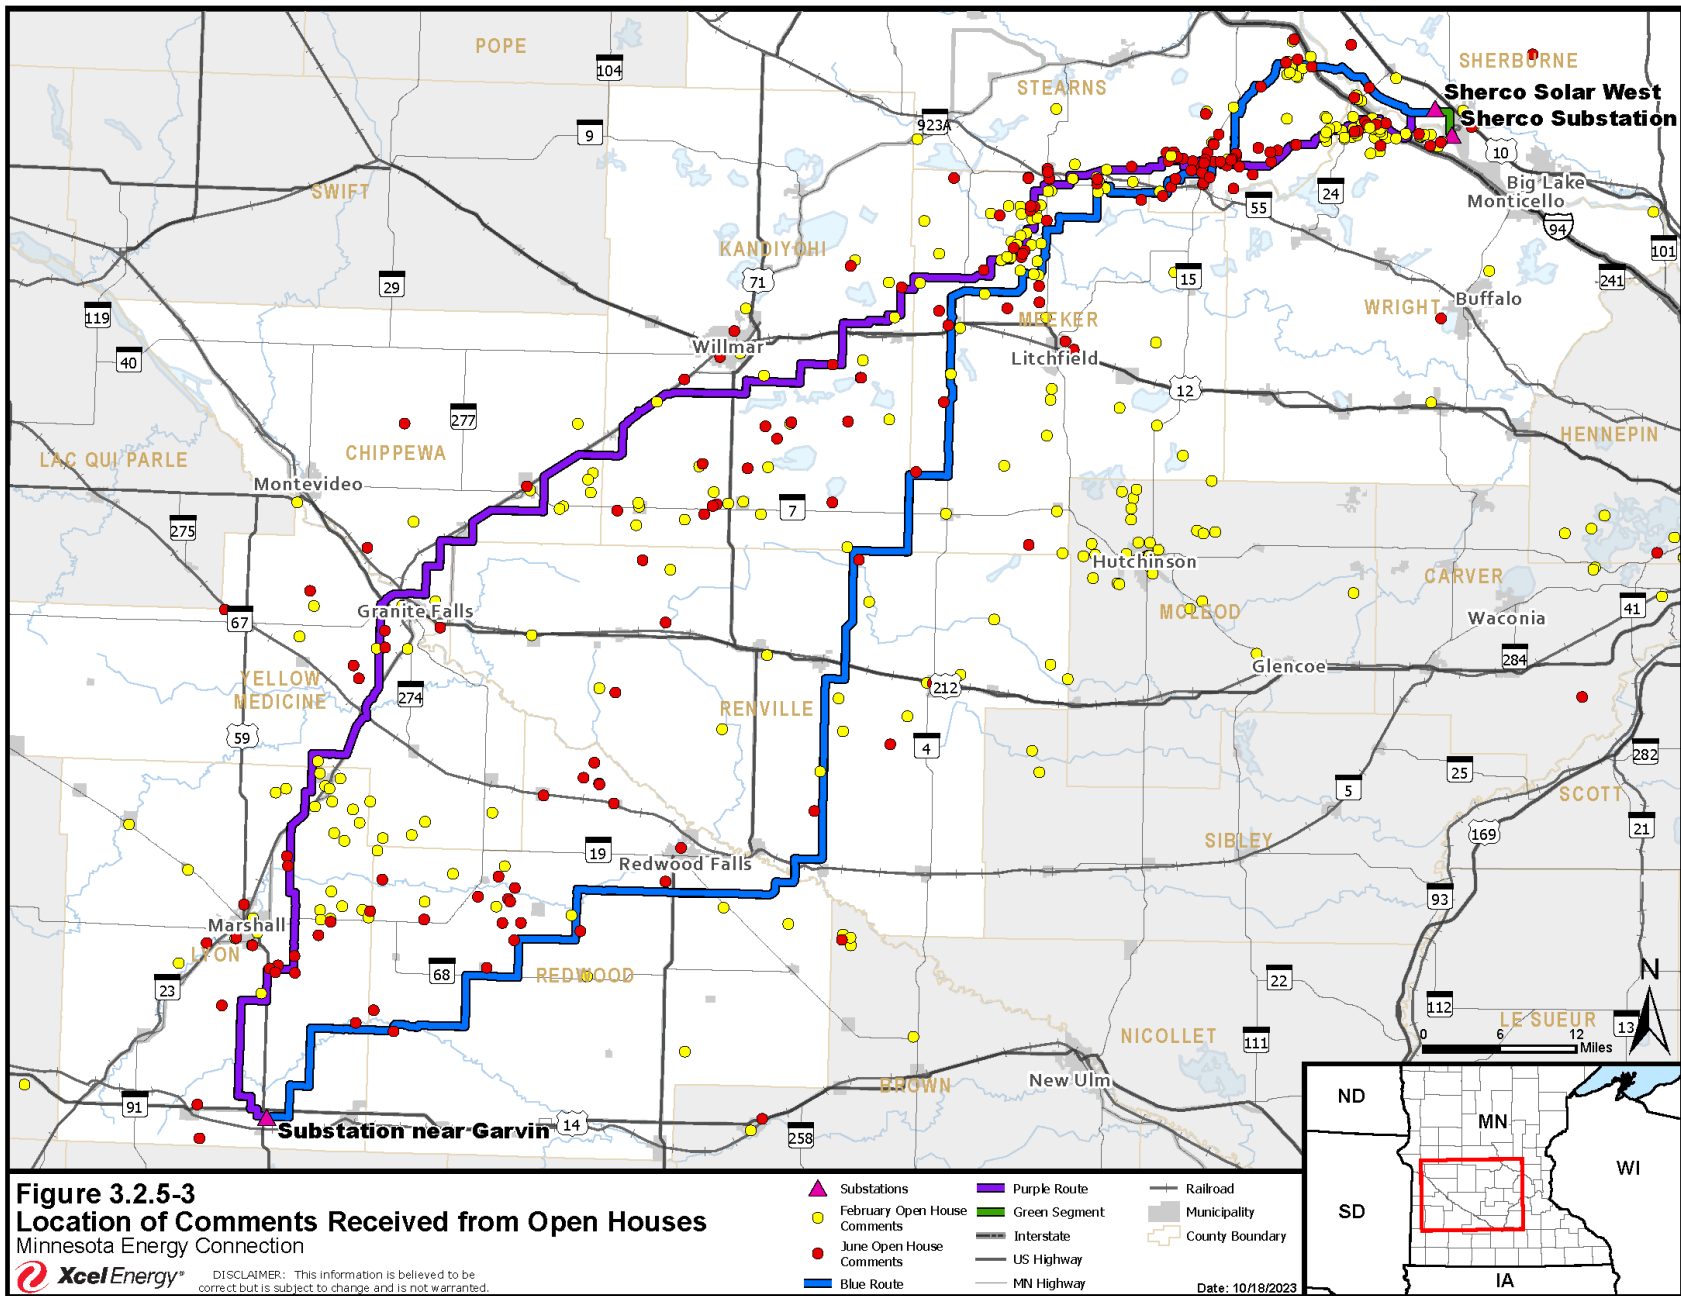 POPE
104
STEARNS
SHERBURNE
Sherco Solar West
Sherco Substation
923A
9
10
Big Lake
Monticello
SWIFT
24
55
94
101
KANDIYOHI
71
29
15
241
119
WRIGHT
Buffalo
MEEKER
Willmar
Litchfield
40
12
277
CHIPPEWA
HENNEPIN
LAC QUI PARLE
Montevideo
275
7
Hutchinson
CARVER
67
Granite Falls
MCLEOD
Waconia
41
284
Glencoe
YELLOW
MEDICINE
274
212
RENVILLE
59
4
282
25
5
SCOTT
21
169
SIBLEY
19
Redwood Falls
93
Marshall
LYON
68
REDWOOD
22
N
23
112
LE SUEUR
13
NICOLLET
111
0 6 12
Miles
91
BROWN
New Ulm
14
258
Substation near Garvin
ND
MN
SD
WI
IA
Figure 3.2.5-3
Location of Comments Received from Open Houses
Minnesota Energy Connection
Xcel Energy®
DISCLAIMER: This information is believed to be
correct but is subject to change and is not warranted.
Substations
February Open House
Comments
June Open House
Comments
Blue Route
Purple Route
Green Segment
Interstate
US Highway
MN Highway
Railroad
Municipality
County Boundary
Date: 10/18/2023